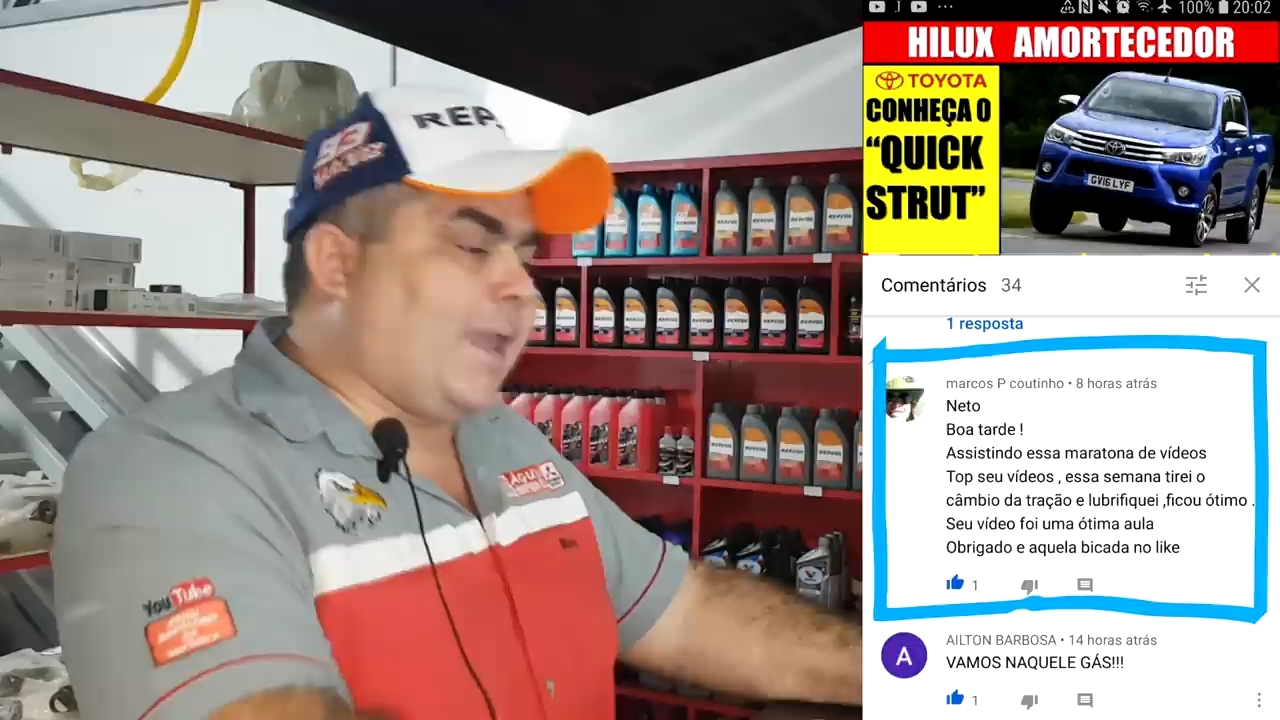 REP
YouTube
20:02
100%
HILUX AMORTECEDOR
TOYOTA
CONHEÇA O
“QUICK
STRUT”
GV16 LYF
Comentários 34
1 resposta
marcos P coutinho • 8 horas atrás
Neto
Boa tarde !
Assistindo essa maratona de vídeos
Top seu vídeos , essa semana tirei o
câmbio da tração e lubrifiquei ,ficou ótimo .
Seu vídeo foi uma ótima aula
Obrigado e aquela bicada no like
1
A
AILTON BARBOSA • 14 horas atrás
VAMOS NAQUELE GÁS!!!
1